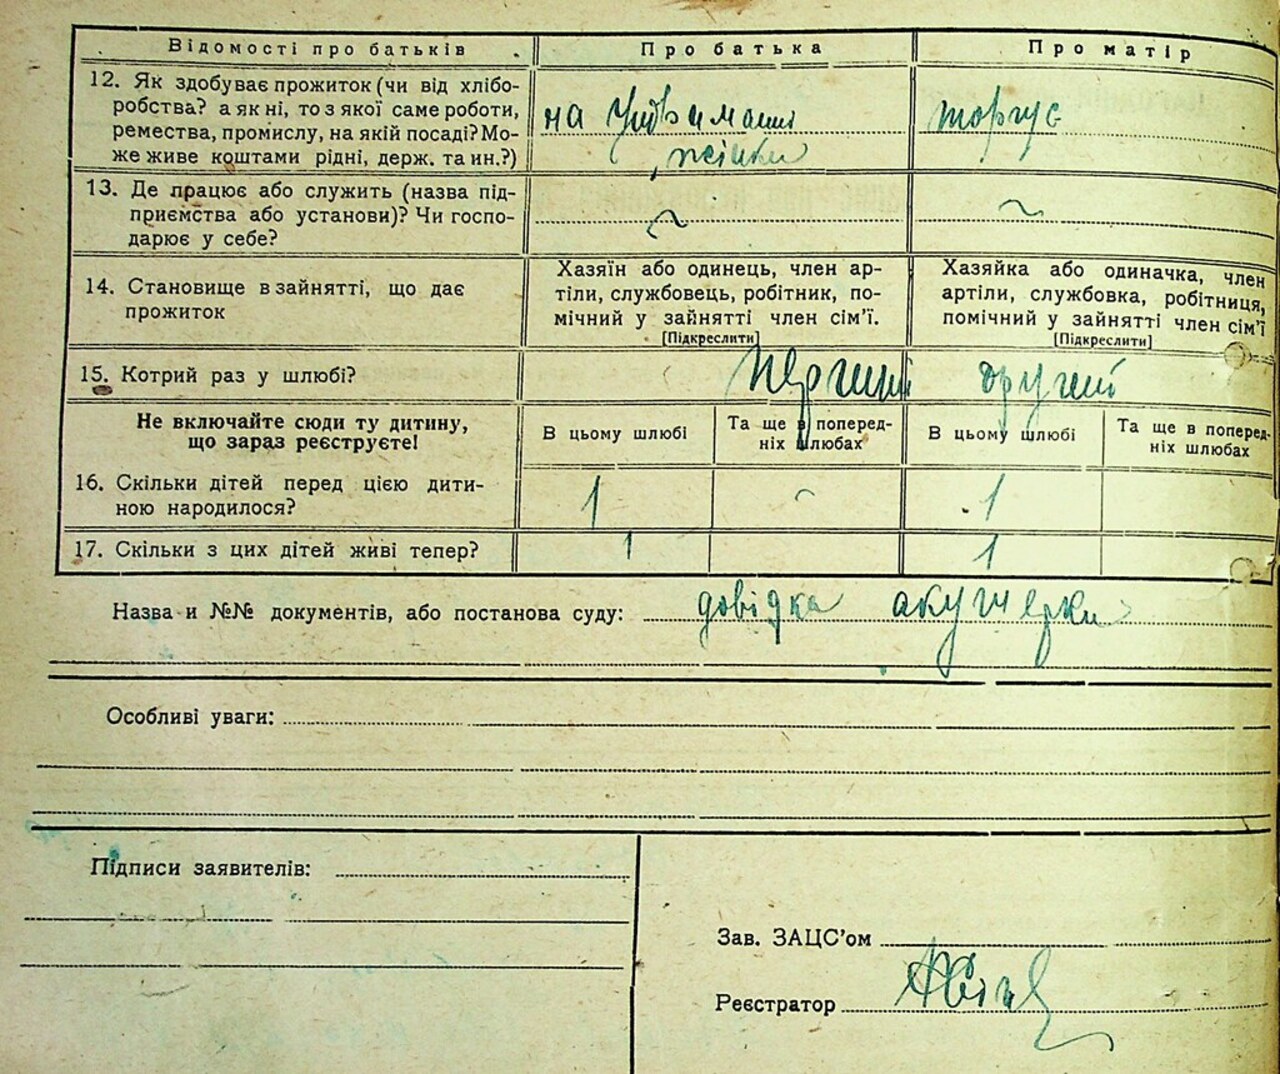 Відомості про батьків Про батька Про матір
12. Як здобуває прожиток (чи від хлібо-
робства? а як ні, то з якої саме роботи,
ремества, промислу, на якій посаді? Мо-
же живе коштами рідні, держ. та ин.?)
на утриманні
жінки
торгує
13. Де працює або служить (назва під-
приємства або установи)? Чи госпо-
дарює у себе?
14. Становище в зайнятті, що дає
прожиток
Хазяїн або одинець, член ар-
тіли, службовець, робітник, по-
мічний у зайнятті член сім’ї.
[Підкреслити]
Хазяйка або одиначка, член
артіли, службовка, робітниця,
помічний у зайнятті член сім’ї
[Підкреслити]
15. Котрий раз у шлюбі? перший другий
Не включайте сюди ту дитину,
що зараз реєструєте!
В цьому шлюбі
Та ще в поперед-
ніх шлюбах
В цьому шлюбі
Та ще в поперед-
ніх шлюбах
16. Скільки дітей перед цією дити-
ною народилося?
1 - 1
17. Скільки з цих дітей живі тепер? 1 1
Назва и №№ документів, або постанова суду: довідка акушерки
Особливі уваги:
Підписи заявителів:
Зав. ЗАЦС’ом
Реєстратор